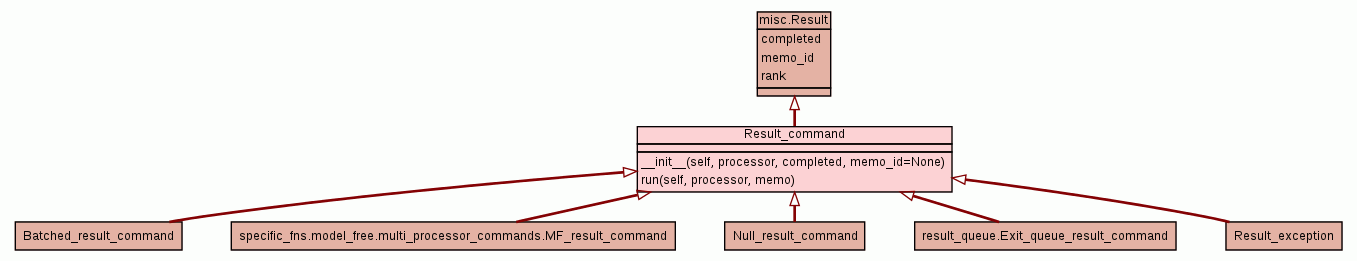 misc.Result
completed
memo_id
rank
Result_command
__init__(self, processor, completed, memo_id=None)
run(self, processor, memo)
Batched_result_command
specific_fns.model_free.multi_processor_commands.MF_result_command
Null_result_command
result_queue.Exit_queue_result_command
Result_exception